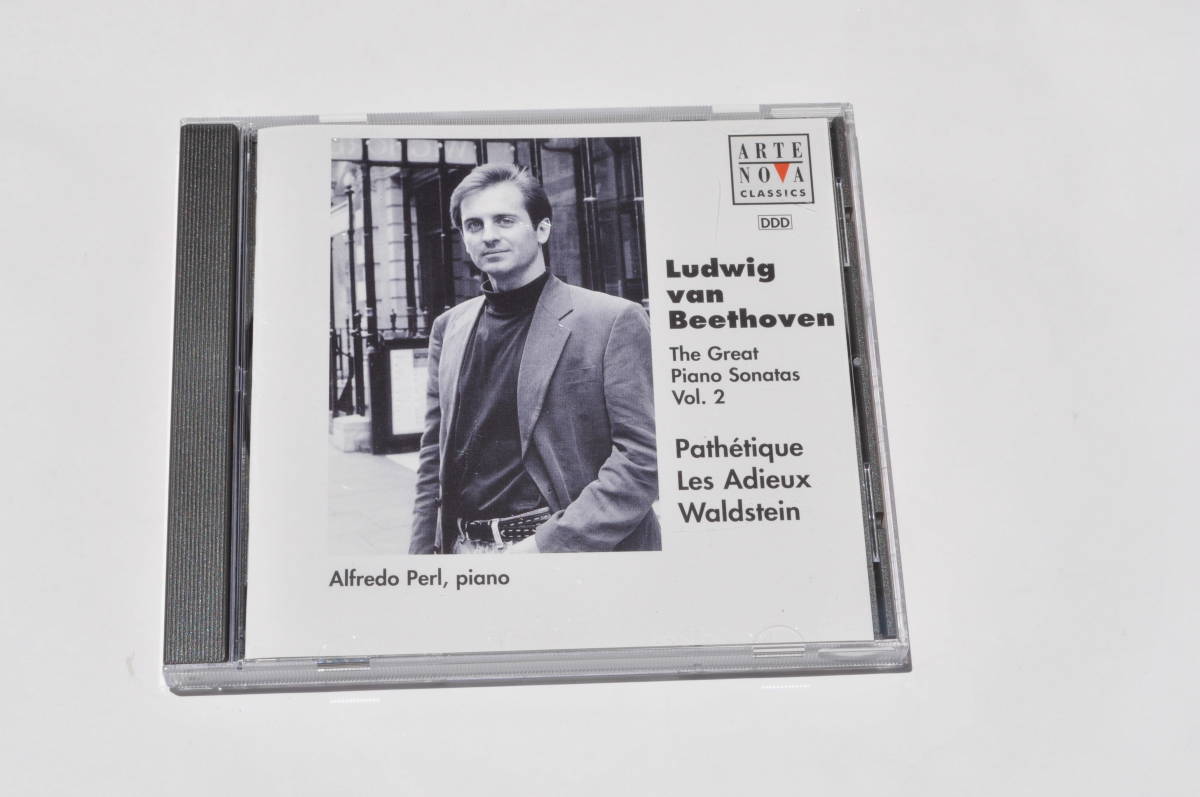 ARTE
NOVA
CLASSICS
DDD
Ludwig
van
Beethoven
The Great
Piano Sonatas
Vol. 2
Pathétique
Les Adieux
Waldstein
Alfredo Perl, piano